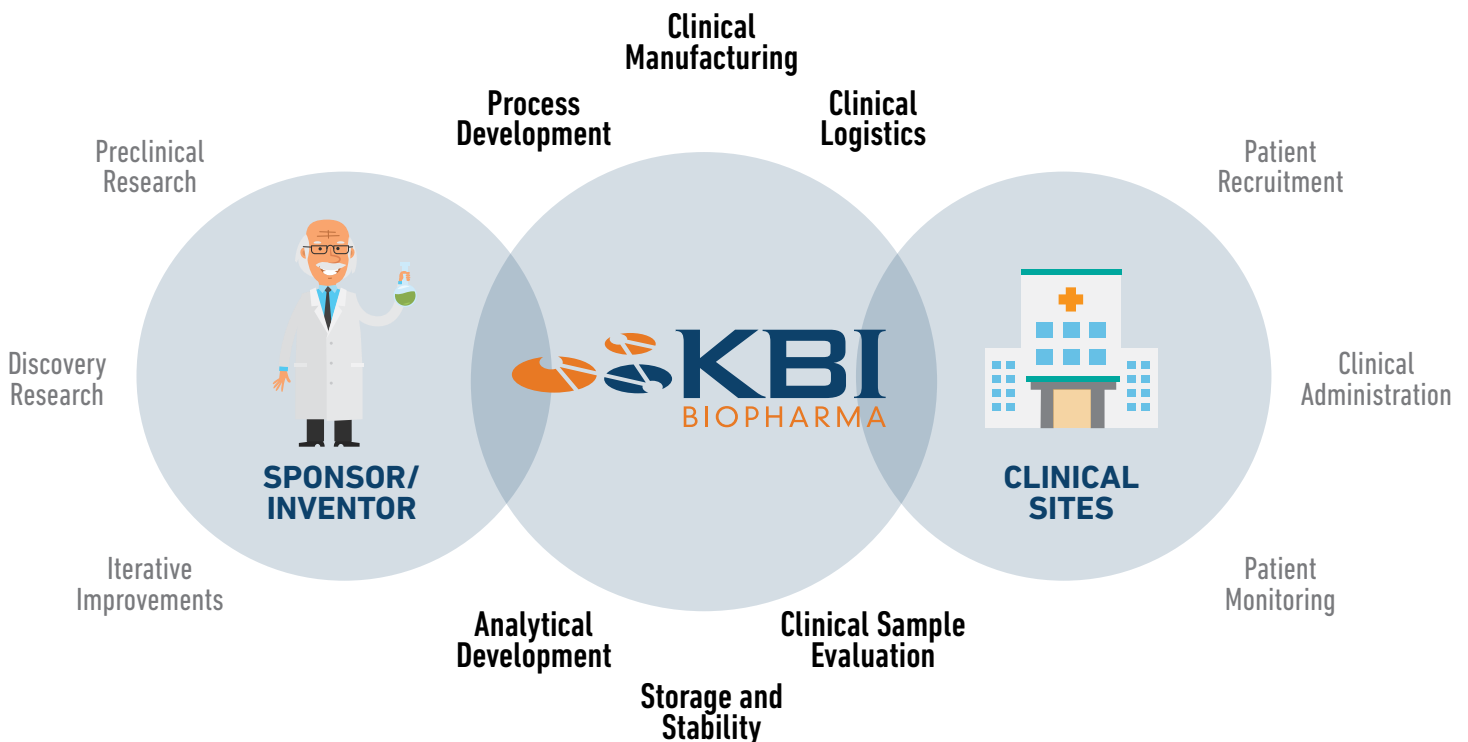 Clinical
Manufacturing
Process
Development
Clinical
Logistics
Preclinical
Research
Patient
Recruitment
Discovery
Research
KBI
BIOPHARMA
Clinical
Administration
SPONSOR/
INVENTOR
CLINICAL
SITES
Iterative
Improvements
Patient
Monitoring
Analytical
Development
Clinical Sample
Evaluation
Storage and
Stability